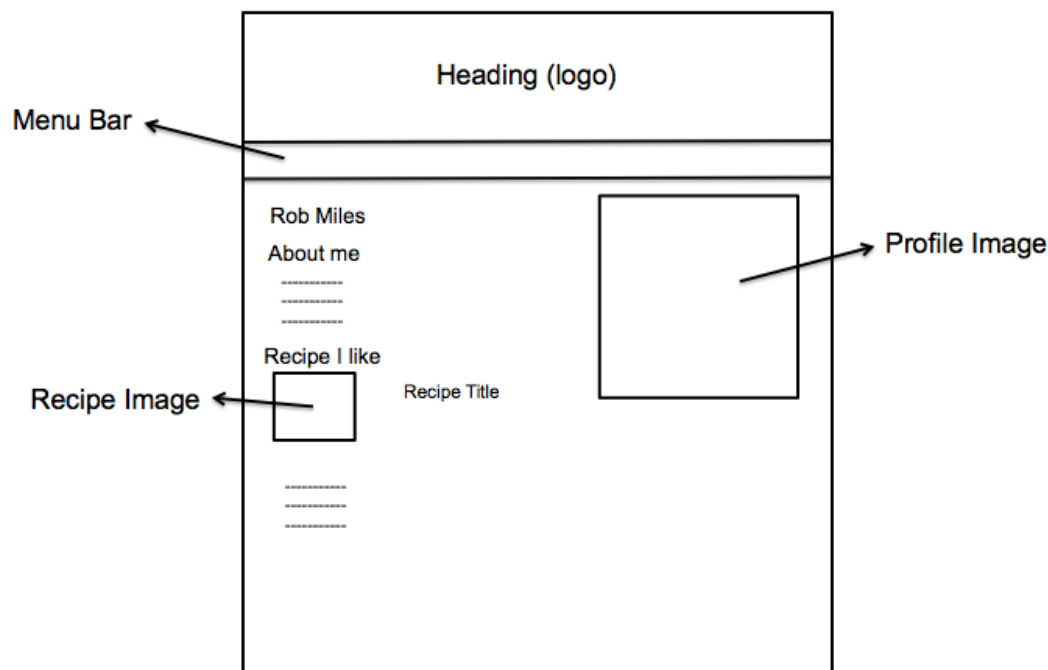 Heading (logo)
Menu Bar
Rob Miles
About me
-----------
-----------
-----------
Profile Image
Recipe I like
Recipe Image
Recipe Title
-----------
-----------
-----------